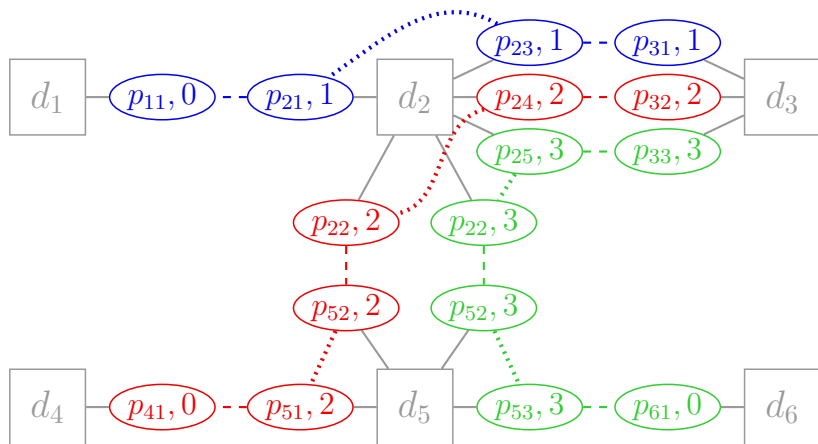 p₂₃, 1 p₃₁, 1
d₁ p₁₁, 0 p₂₁, 1 d₂ p₂₄, 2 p₃₂, 2 d₃
p₂₅, 3 p₃₃, 3
p₂₂, 2 p₂₂, 3
p₅₂, 2 p₅₂, 3
d₄ p₄₁, 0 p₅₁, 2 d₅ p₅₃, 3 p₆₁, 0 d₆